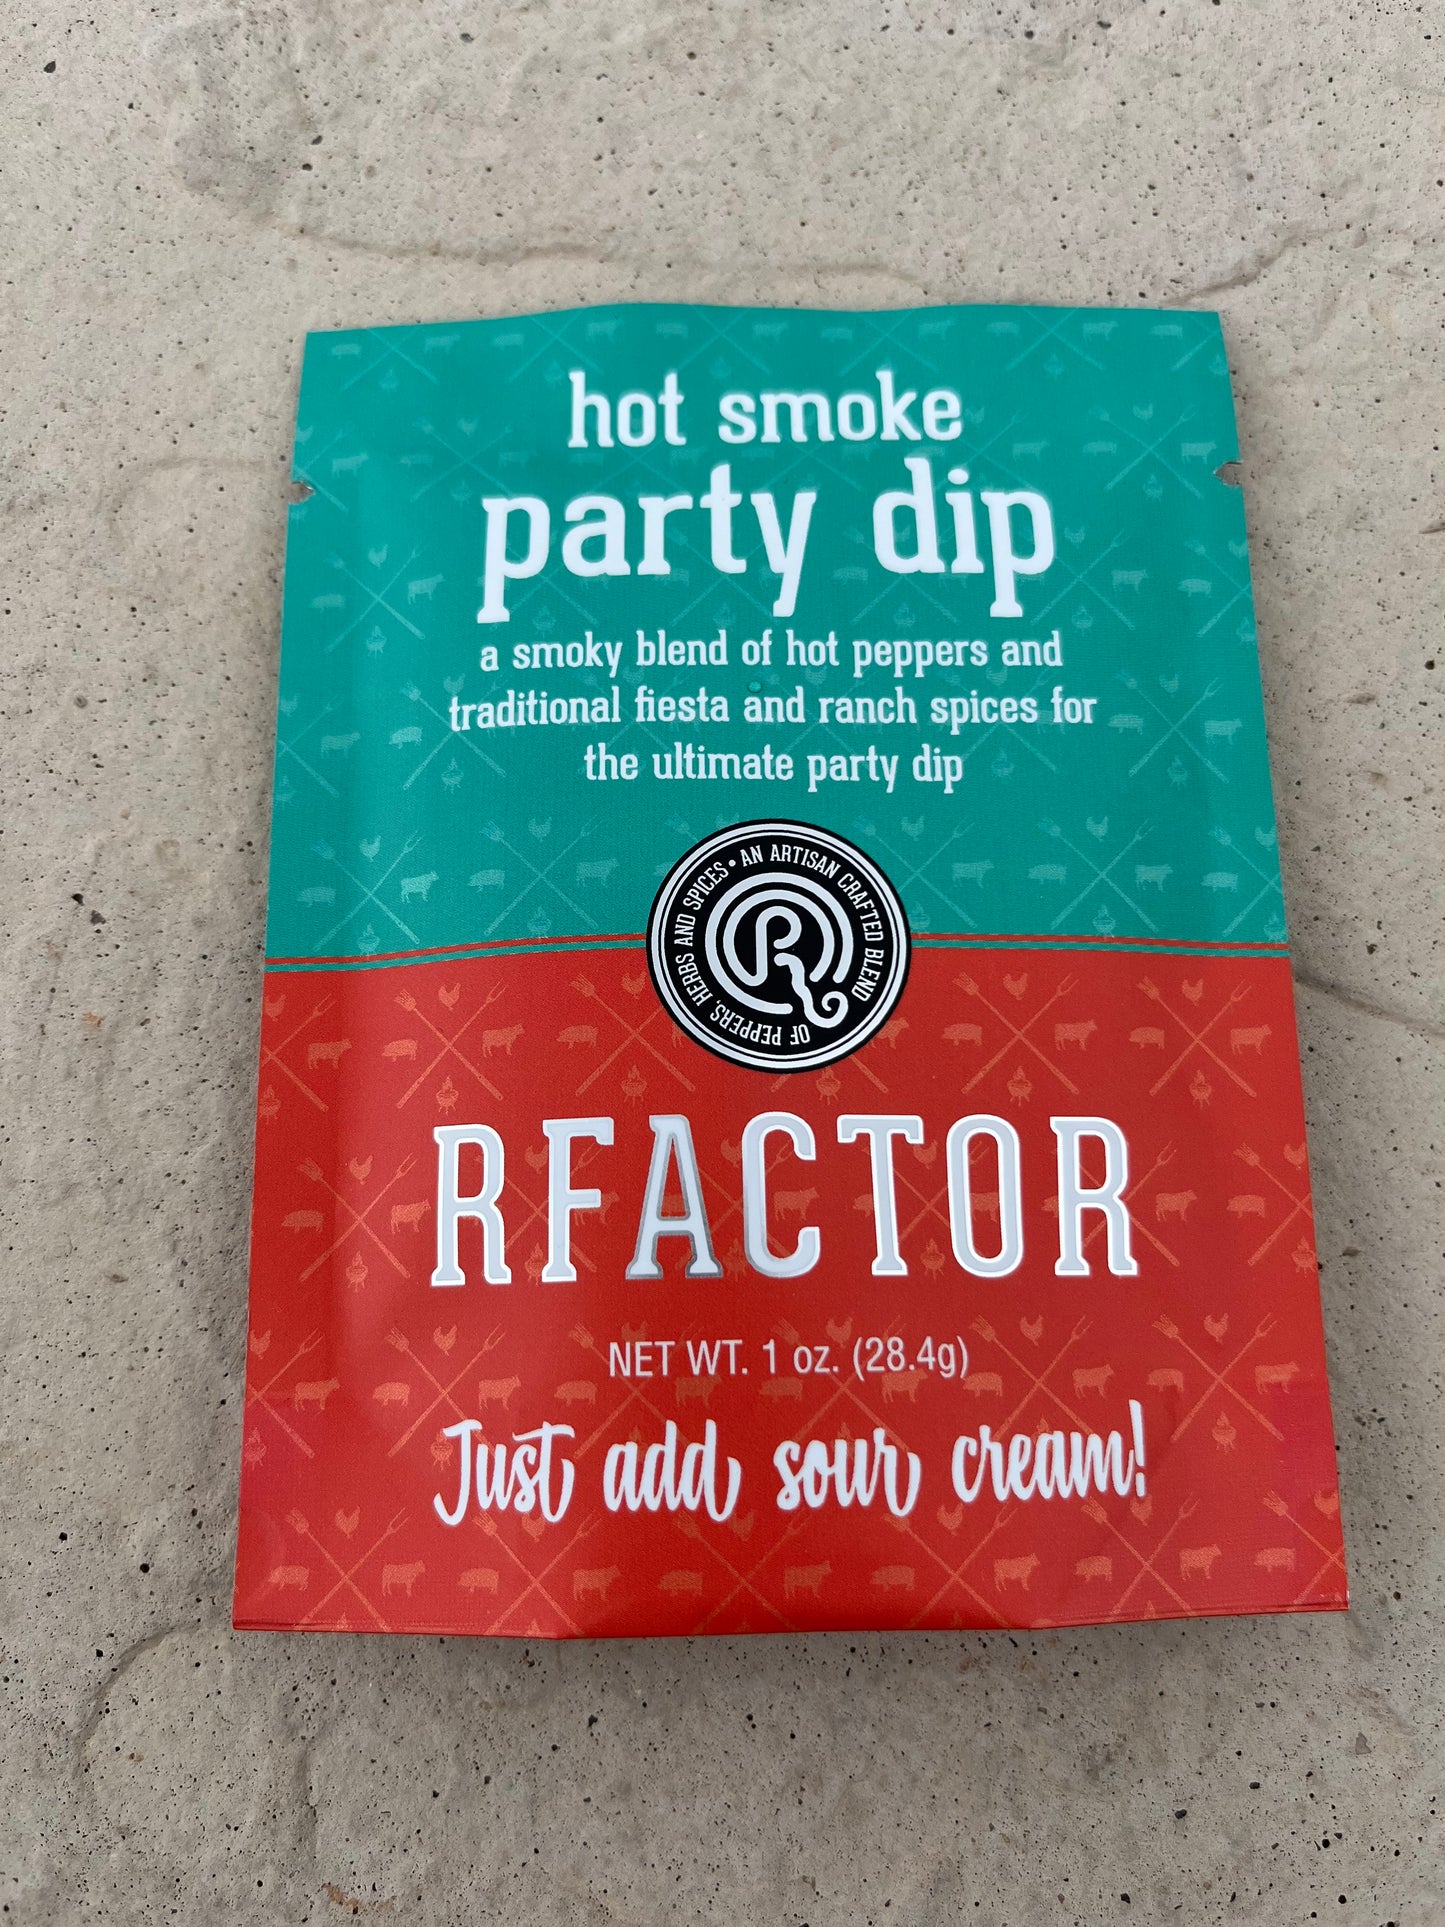 hot smoke
party dip
a smoky blend of hot peppers and
traditional fiesta and ranch spices for
the ultimate party dip
• AN ARTISAN CRAFTED BLEND OF PEPPERS, HERBS AND SPICES
R
RFACTOR
NET WT. 1 oz. (28.4g)
Just add sour cream!